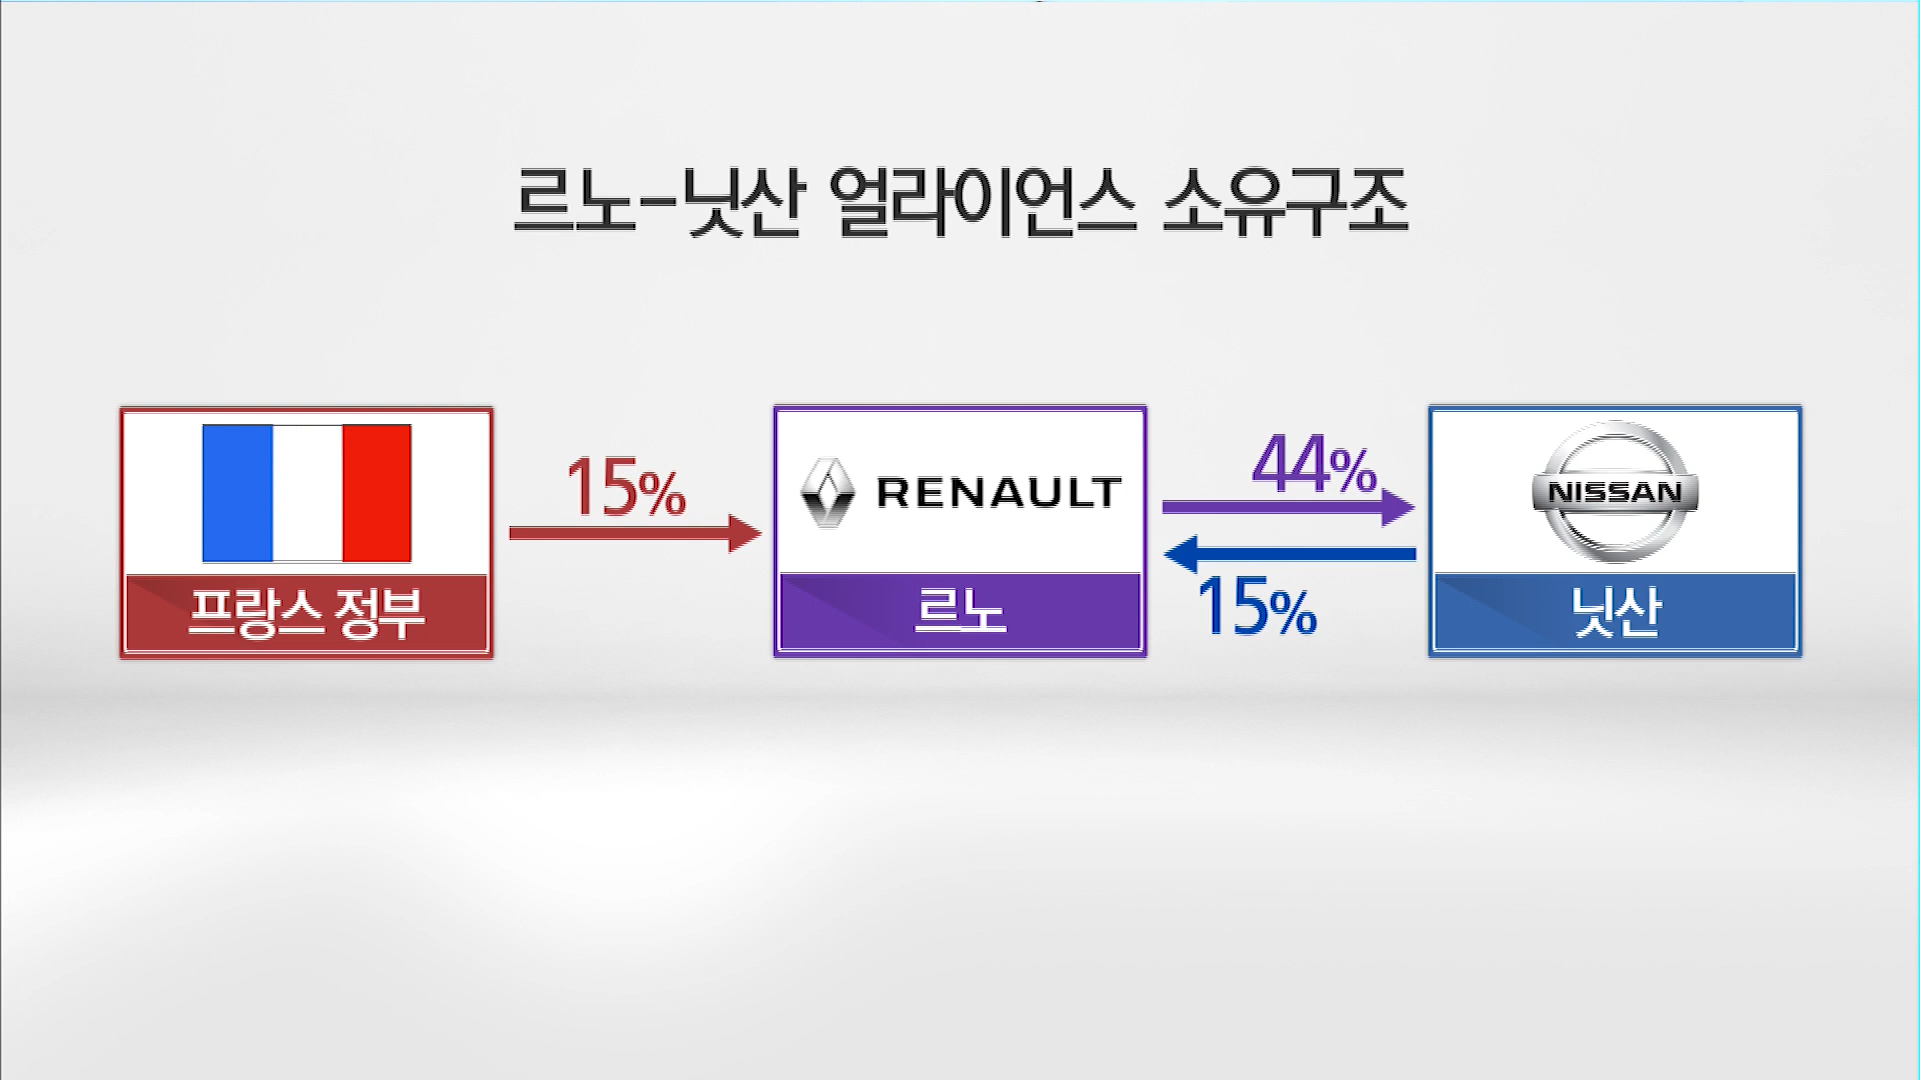 르노-닛산 얼라이언스 소유구조
15%
RENAULT
44%
NISSAN
15%
프랑스 정부
르노
닛산